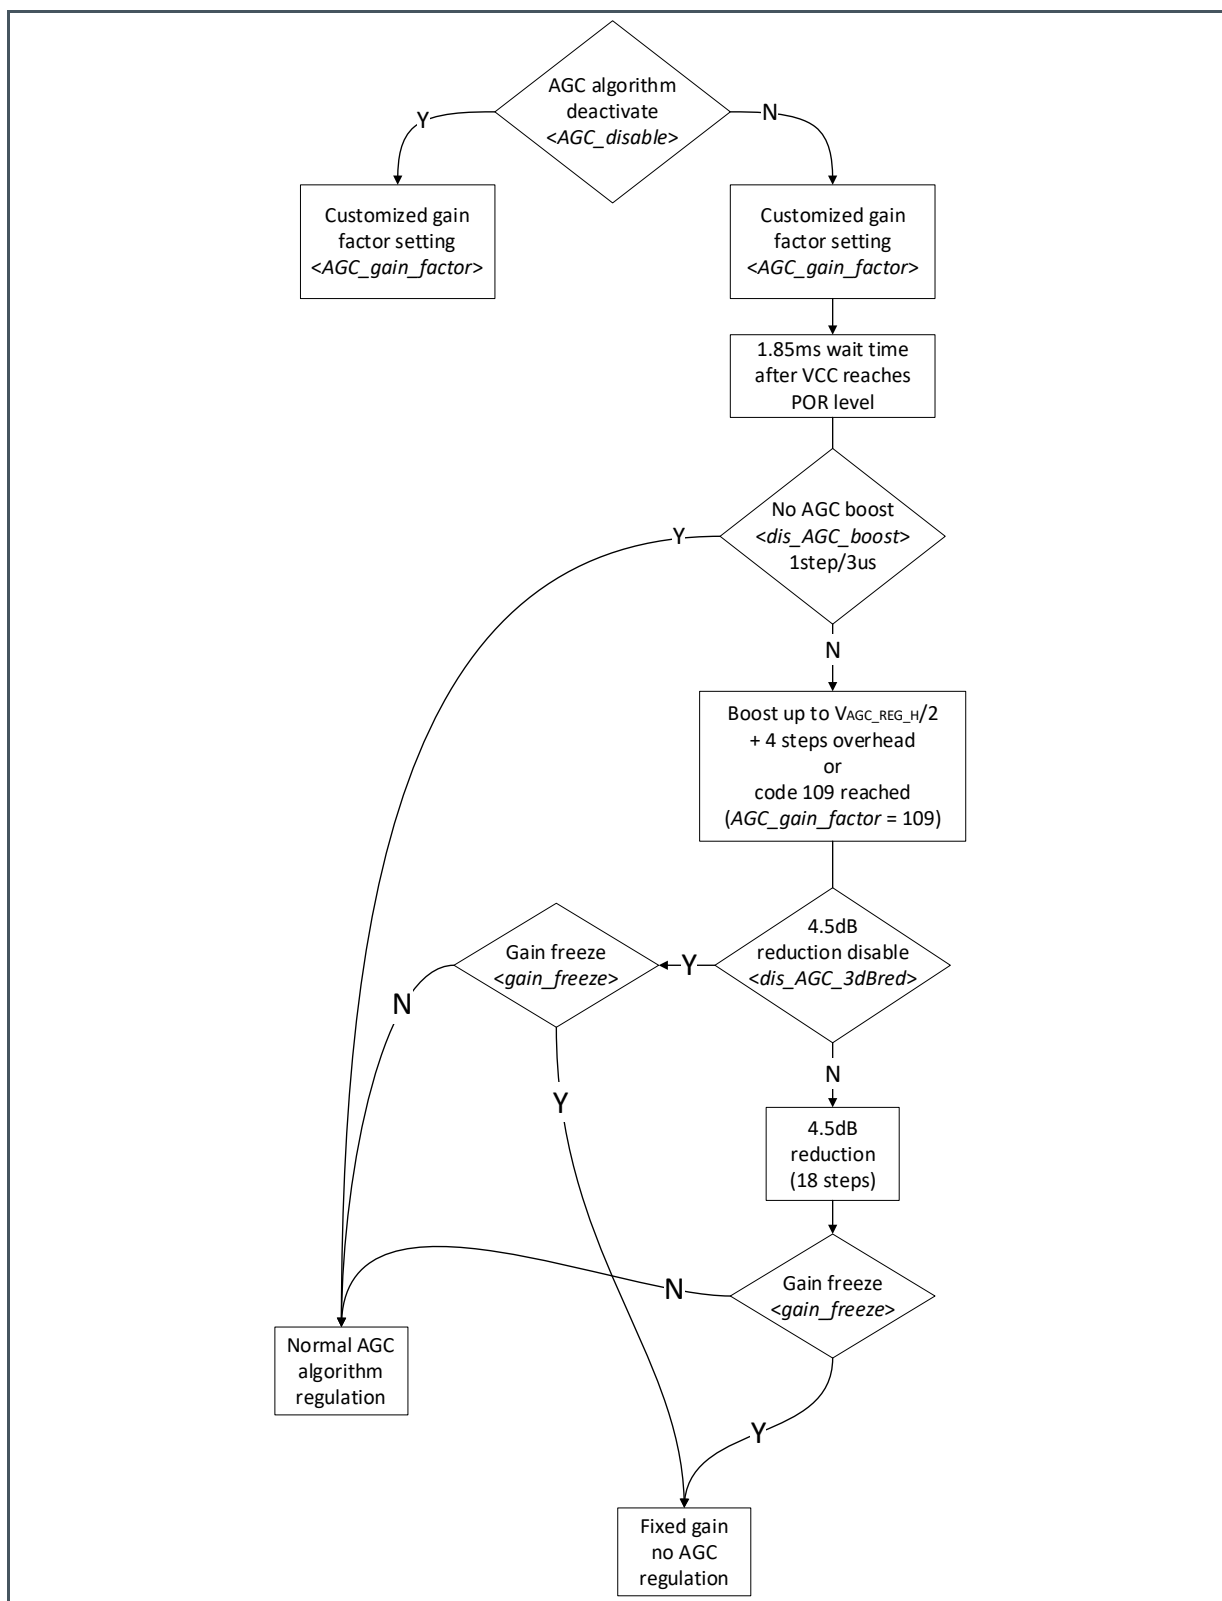 AGC algorithm
deactivate
<AGC_disable>
Y
N
Customized gain
factor setting
<AGC_gain_factor>
Customized gain
factor setting
<AGC_gain_factor>
1.85ms wait time
after VCC reaches
POR level
No AGC boost
<dis_AGC_boost>
1step/3us
Y
N
Boost up to VAGC_REG_H/2
+ 4 steps overhead
or
code 109 reached
(AGC_gain_factor = 109)
4.5dB
reduction disable
<dis_AGC_3dBred>
Y
Gain freeze
<gain_freeze>
N
Y
N
4.5dB
reduction
(18 steps)
Gain freeze
<gain_freeze>
N
Y
Normal AGC
algorithm
regulation
Fixed gain
no AGC
regulation